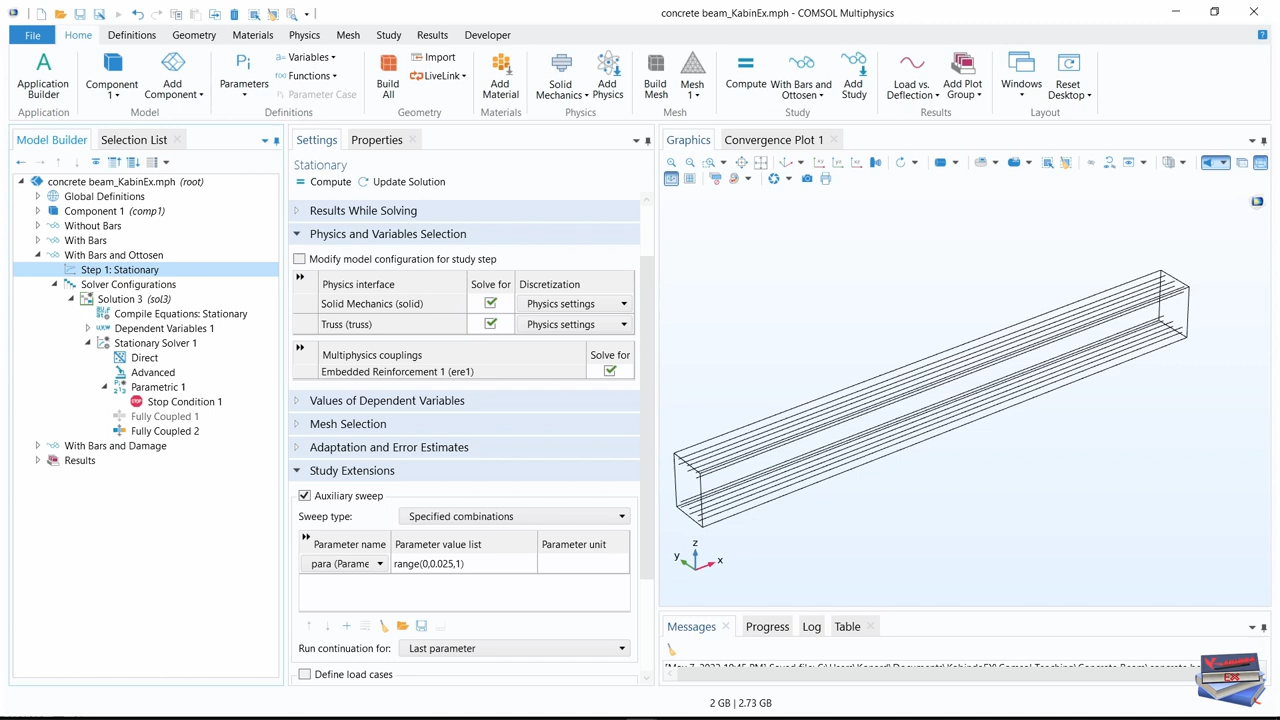 concrete beam_KabinEx.mph - COMSOL Multiphysics
File Home Definitions Geometry Materials Physics Mesh Study Results Developer
Application Builder
Component 1
Add Component
Pi
Parameters
a= Variables
f(x) Functions
Pi Parameter Case
Build All
Import
LiveLink
Add Material
Solid Mechanics
Add Physics
Build Mesh
Mesh 1
Compute
With Bars and Ottosen
Add Study
Load vs. Deflection
Add Plot Group
Windows
Reset Desktop
Application Model Definitions Geometry Materials Physics Mesh Study Results Layout
Model Builder Selection List
concrete beam_KabinEx.mph (root)
Global Definitions
Component 1 (comp1)
Without Bars
With Bars
With Bars and Ottosen
Step 1: Stationary
Solver Configurations
Solution 3 (sol3)
Compile Equations: Stationary
Dependent Variables 1
Stationary Solver 1
Direct
Advanced
Parametric 1
STOP Stop Condition 1
Fully Coupled 1
Fully Coupled 2
With Bars and Damage
Results
Settings Properties
Stationary
Compute Update Solution
Results While Solving
Physics and Variables Selection
Modify model configuration for study step
Physics interface Solve for Discretization
Solid Mechanics (solid) Physics settings
Truss (truss) Physics settings
Multiphysics couplings Solve for
Embedded Reinforcement 1 (ere1)
Values of Dependent Variables
Mesh Selection
Adaptation and Error Estimates
Study Extensions
Auxiliary sweep
Sweep type: Specified combinations
Parameter name Parameter value list Parameter unit
para (Parame range(0,0.025,1)
Run continuation for: Last parameter
Define load cases
Graphics Convergence Plot 1
z
y
x
Messages Progress Log Table
2 GB | 2.73 GB